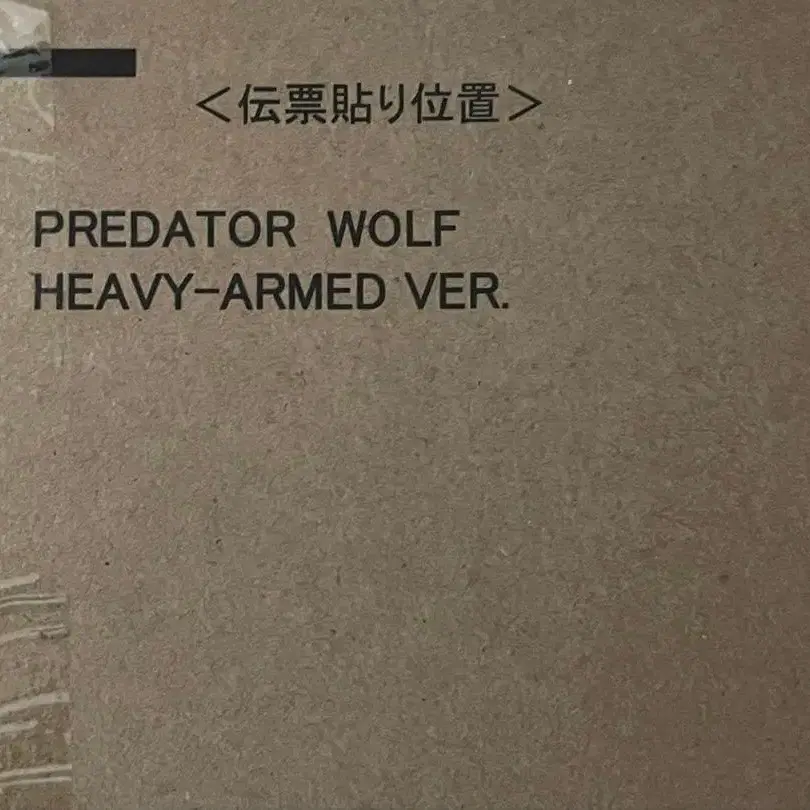 ＜伝票貼り位置＞
PREDATOR WOLF
HEAVY-ARMED VER.